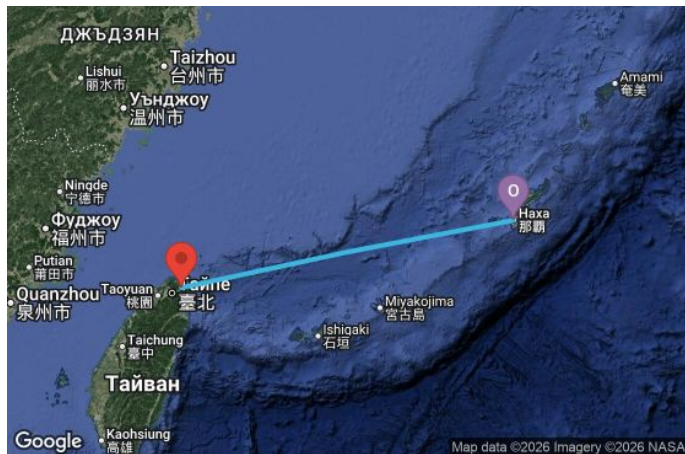 ДЖЪДЗЯН
Taizhou
台州市
Lishui
丽水市
Уънджоу
温州市
Amami
奄美
Ningde
宁德市
Фуджоу
福州市
O
Наха
那覇
Putian
莆田市
Quanzhou
泉州市
Taoyuan
桃園
Тайпе
臺北
Miyakojima
宮古島
Ishigaki
石垣
Taichung
臺中
Тайван
Kaohsiung
高雄
Google
Map data ©2026 Imagery ©2026 NASA